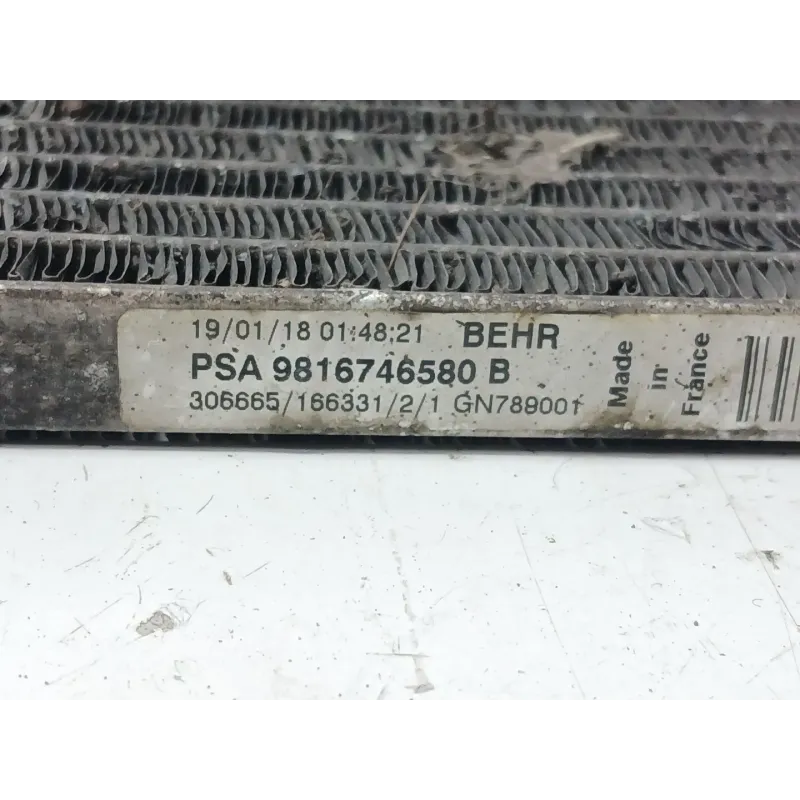 19/01/18 01:48:21 BEHR
PSA 9816746580 B
306665/166331/2/1 GN789001
Made
in
France